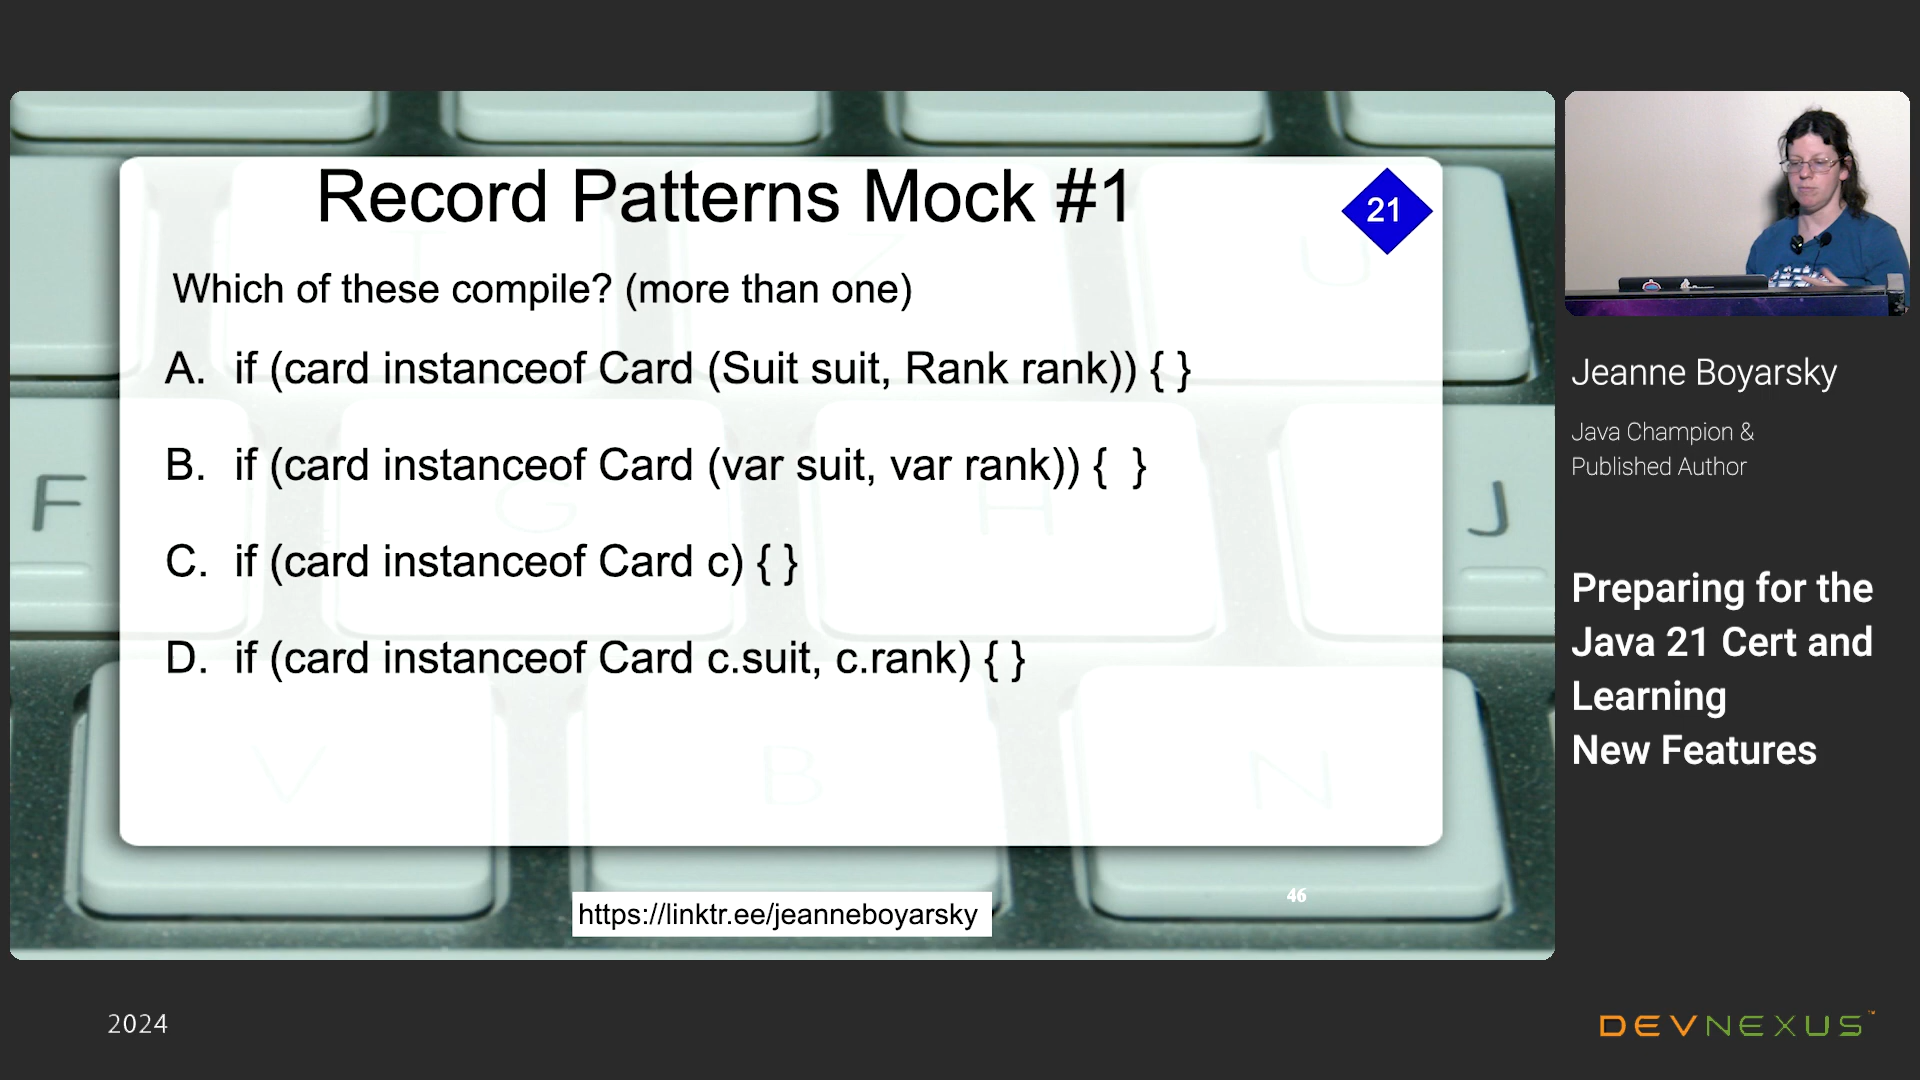 Record Patterns Mock #1
21
Which of these compile? (more than one)
A. if (card instanceof Card (Suit suit, Rank rank)) { }
B. if (card instanceof Card (var suit, var rank)) {  }
C. if (card instanceof Card c) { }
D. if (card instanceof Card c.suit, c.rank) { }
F
G
H
J
U
Z
V
B
N
46
https://linktr.ee/jeanneboyarsky
Jeanne Boyarsky
Java Champion &
Published Author
Preparing for the
Java 21 Cert and
Learning
New Features
2024
DEVNEXUS™